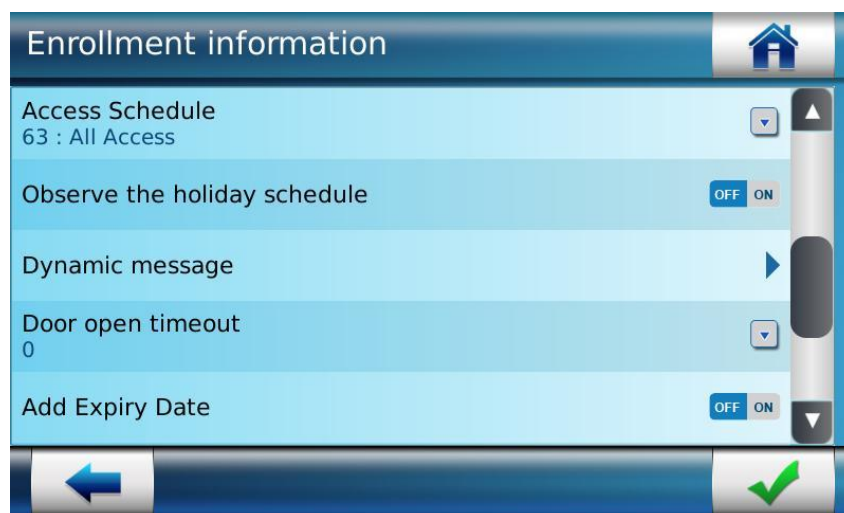 Enrollment information
Access Schedule
63 : All Access
Observe the holiday schedule
OFF ON
Dynamic message
Door open timeout
0
Add Expiry Date
OFF ON